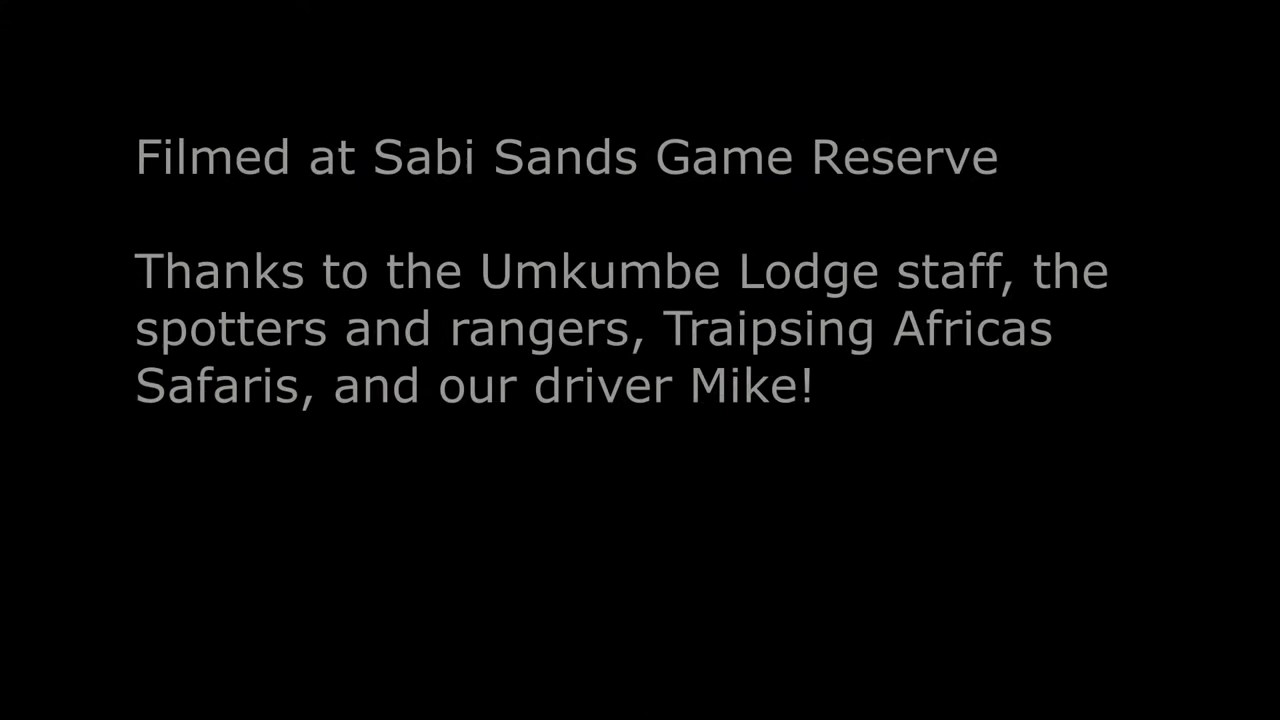 Filmed at Sabi Sands Game Reserve
Thanks to the Umkumbe Lodge staff, the
spotters and rangers, Traipsing Africas
Safaris, and our driver Mike!